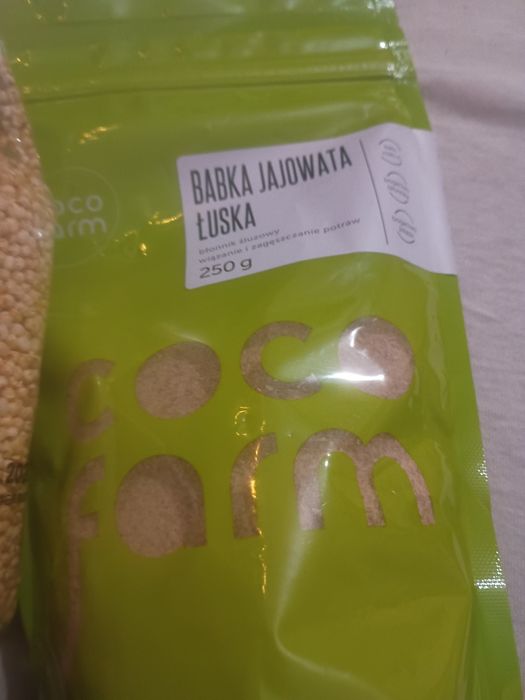 BABKA JAJOWATA
ŁUSKA
błonnik śluzowy
wiązanie i zagęszczanie potraw
250 g
coco
farm
coco
farm